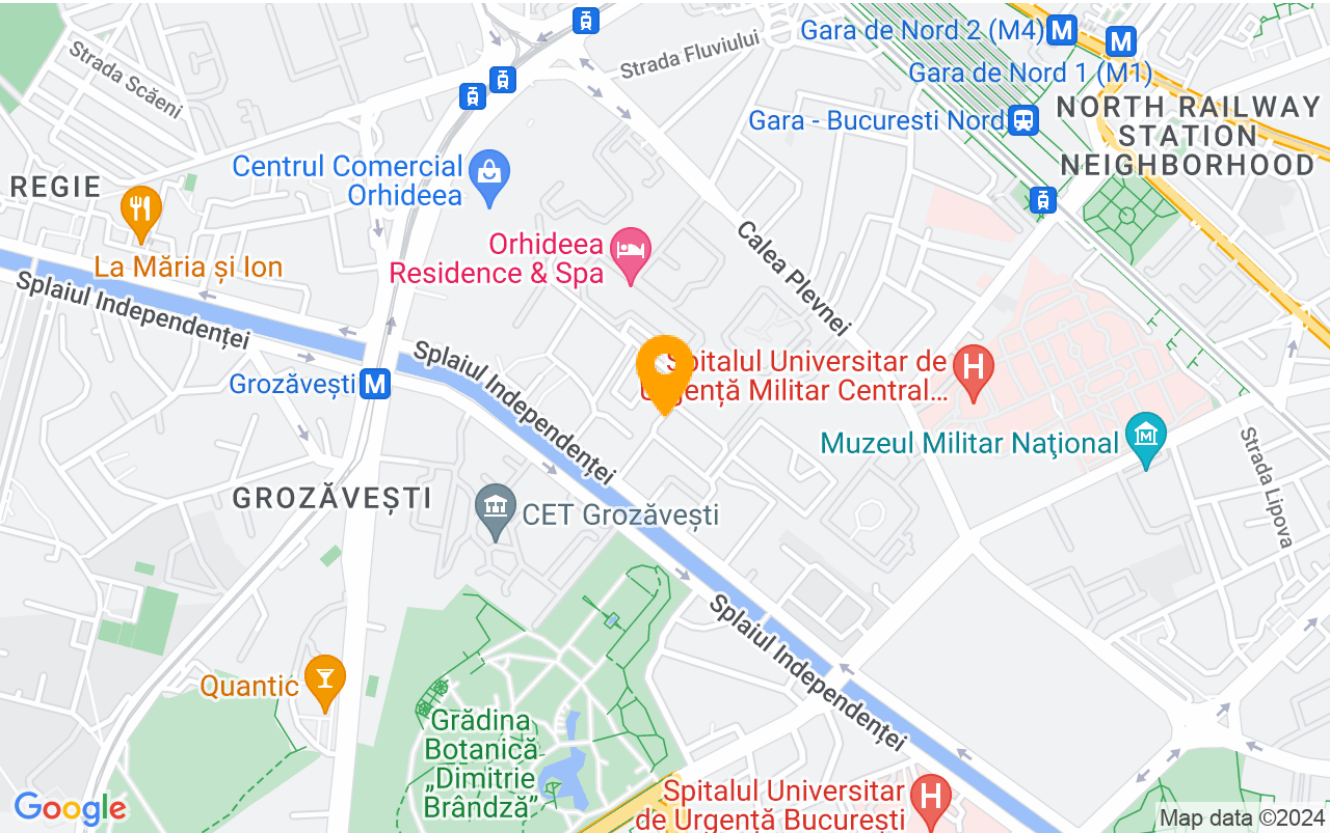 Strada Scăeni
Strada Fluviului
Gara de Nord 2 (M4)
M
M
Gara de Nord 1 (M1)
Gara - Bucuresti Nord
NORTH RAILWAY
STATION
NEIGHBORHOOD
REGIE
Centrul Comercial
Orhideea
La Măria și Ion
Orhideea
Residence & Spa
Calea Plevnei
Splaiul Independenței
Splaiul Independenței
Grozăvești
M
Spitalul Universitar de
Urgență Militar Central...
H
Muzeul Militar Naţional
M
Strada Lipova
GROZĂVEȘTI
CET Grozăvești
Splaiul Independenței
Quantic
Grădina
Botanică
„Dimitrie
Brândză”
Spitalul Universitar
de Urgență București
H
Google
Map data ©2024